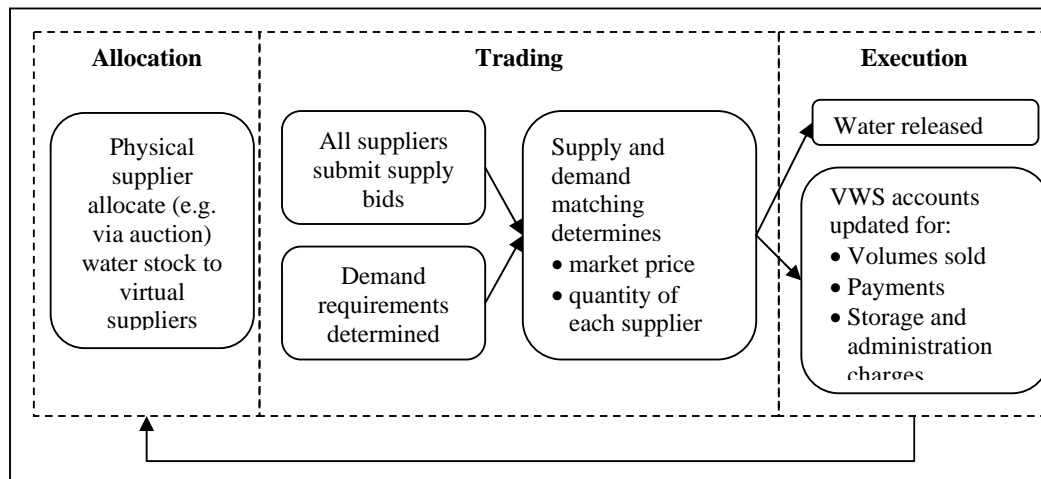 Allocation
Physical
supplier
allocate (e.g.
via auction)
water stock to
virtual
suppliers
Trading
All suppliers
submit supply
bids
Demand
requirements
determined
Supply and
demand
matching
determines
• market price
• quantity of
each supplier
Execution
Water released
VWS accounts
updated for:
• Volumes sold
• Payments
• Storage and
administration
charges